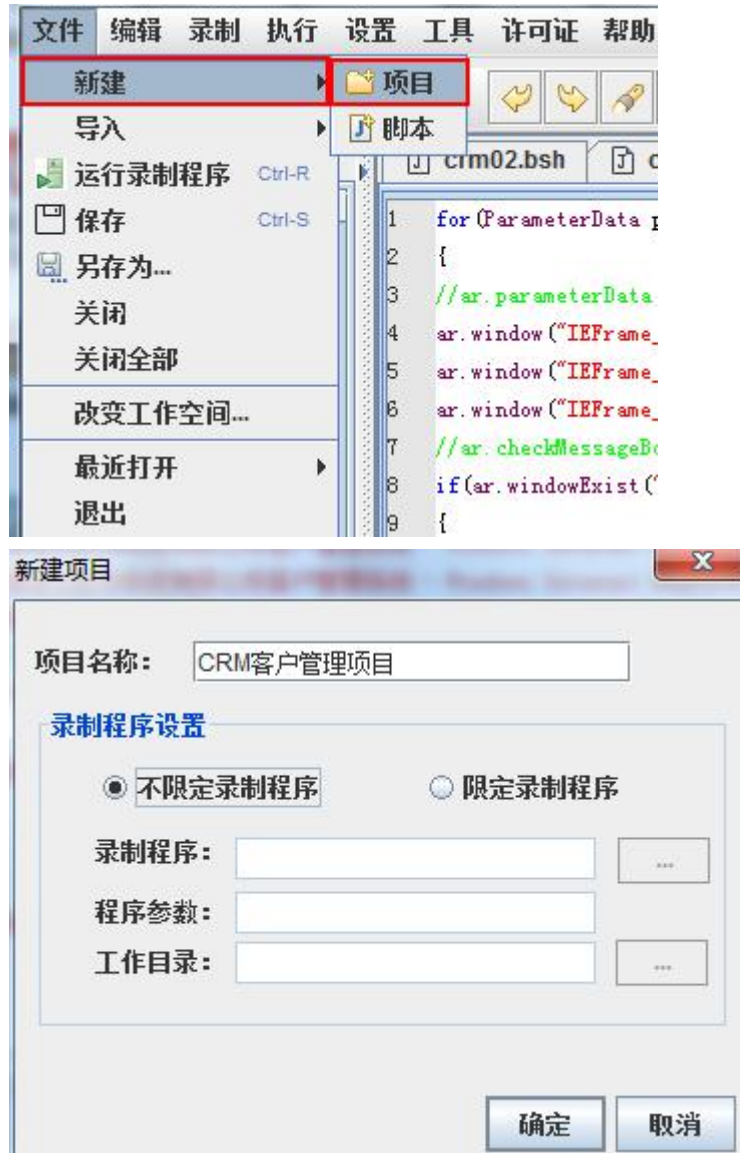 文件 编辑 录制 执行 设置 工具 许可证 帮助
新建 项目
导入 脚本
运行录制程序 Ctrl-R
crm02.bsh
保存 Ctrl-S
另存为...
关闭
关闭全部
改变工作空间...
最近打开
退出
1 for(ParameterData
2 {
3 //ar.parameterData
4 ar.window("IEFrame_
5 ar.window("IEFrame_
6 ar.window("IEFrame_
7 //ar.checkMessageBo
8 if(ar.windowExist("
9 {
新建项目
项目名称： CRM客户管理项目
录制程序设置
不限定录制程序 限定录制程序
录制程序： ...
程序参数：
工作目录： ...
确定 取消